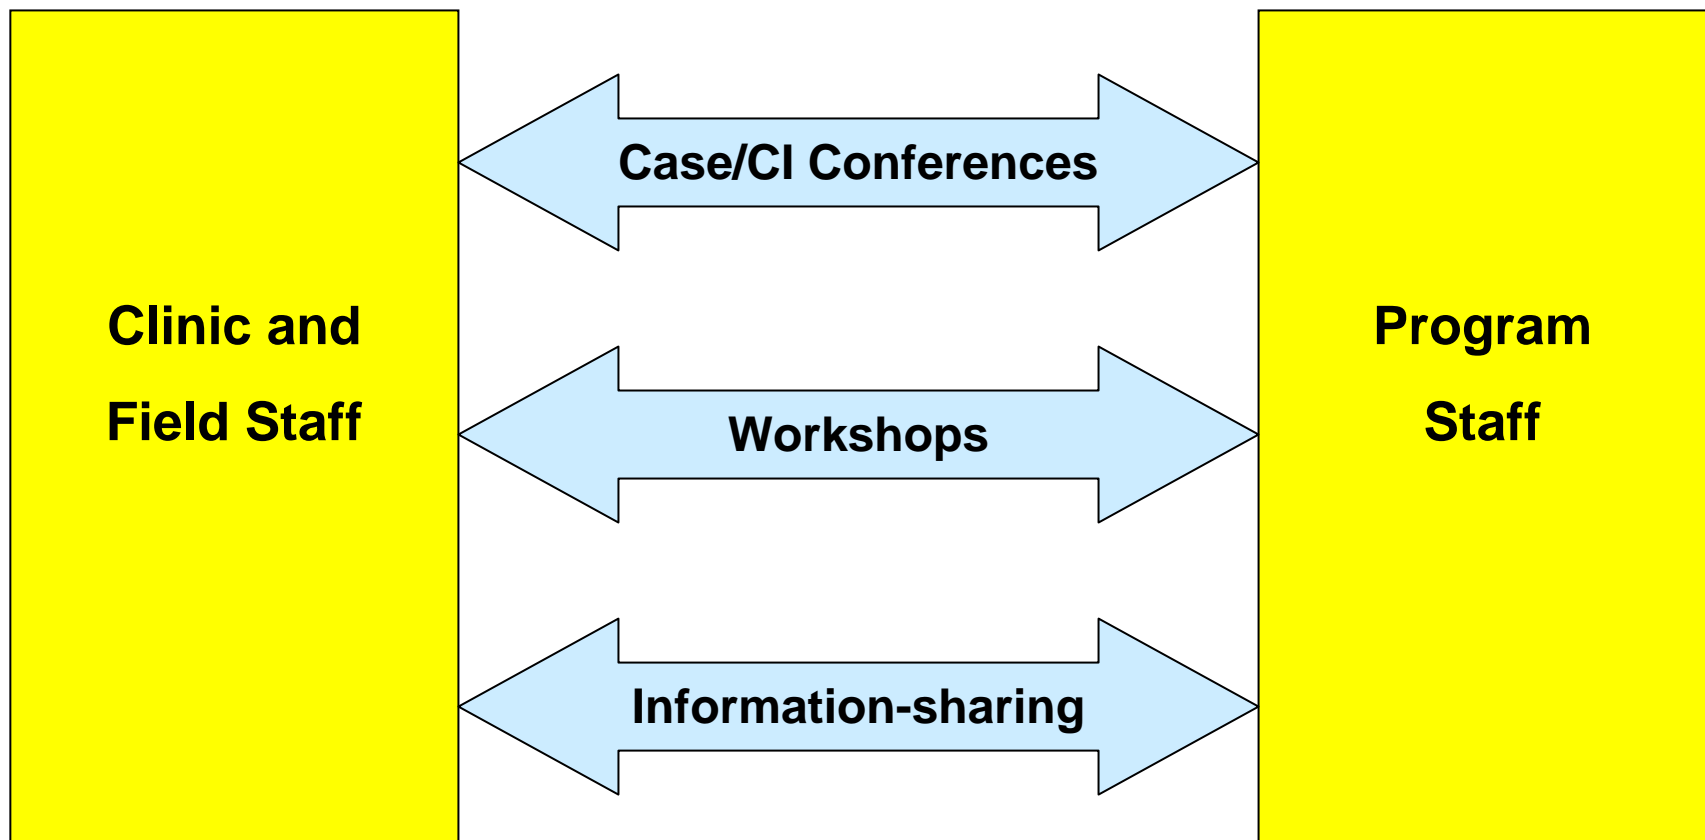 Clinic and
Field Staff
Case/CI Conferences
Workshops
Information-sharing
Program
Staff